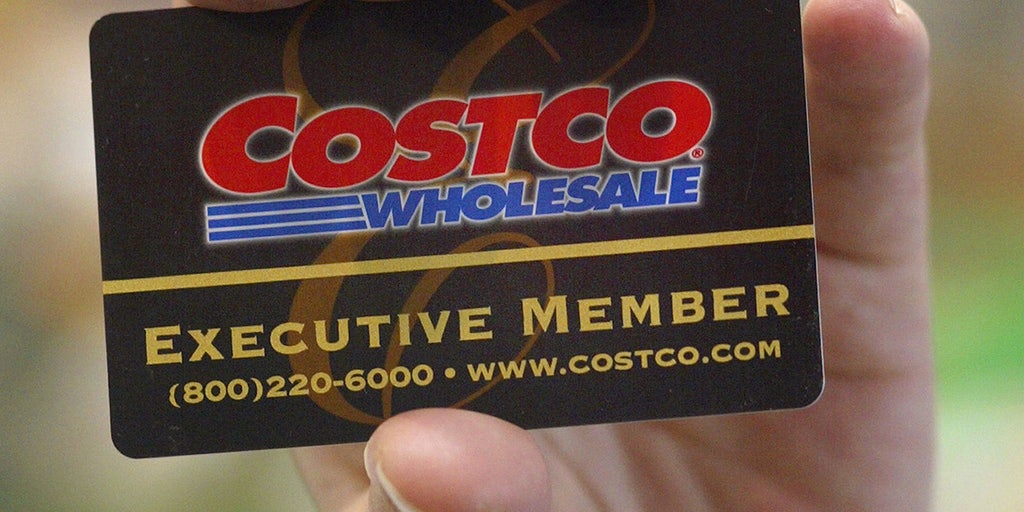 COSTCO®
WHOLESALE
EXECUTIVE MEMBER
(800)220-6000 • WWW.COSTCO.COM